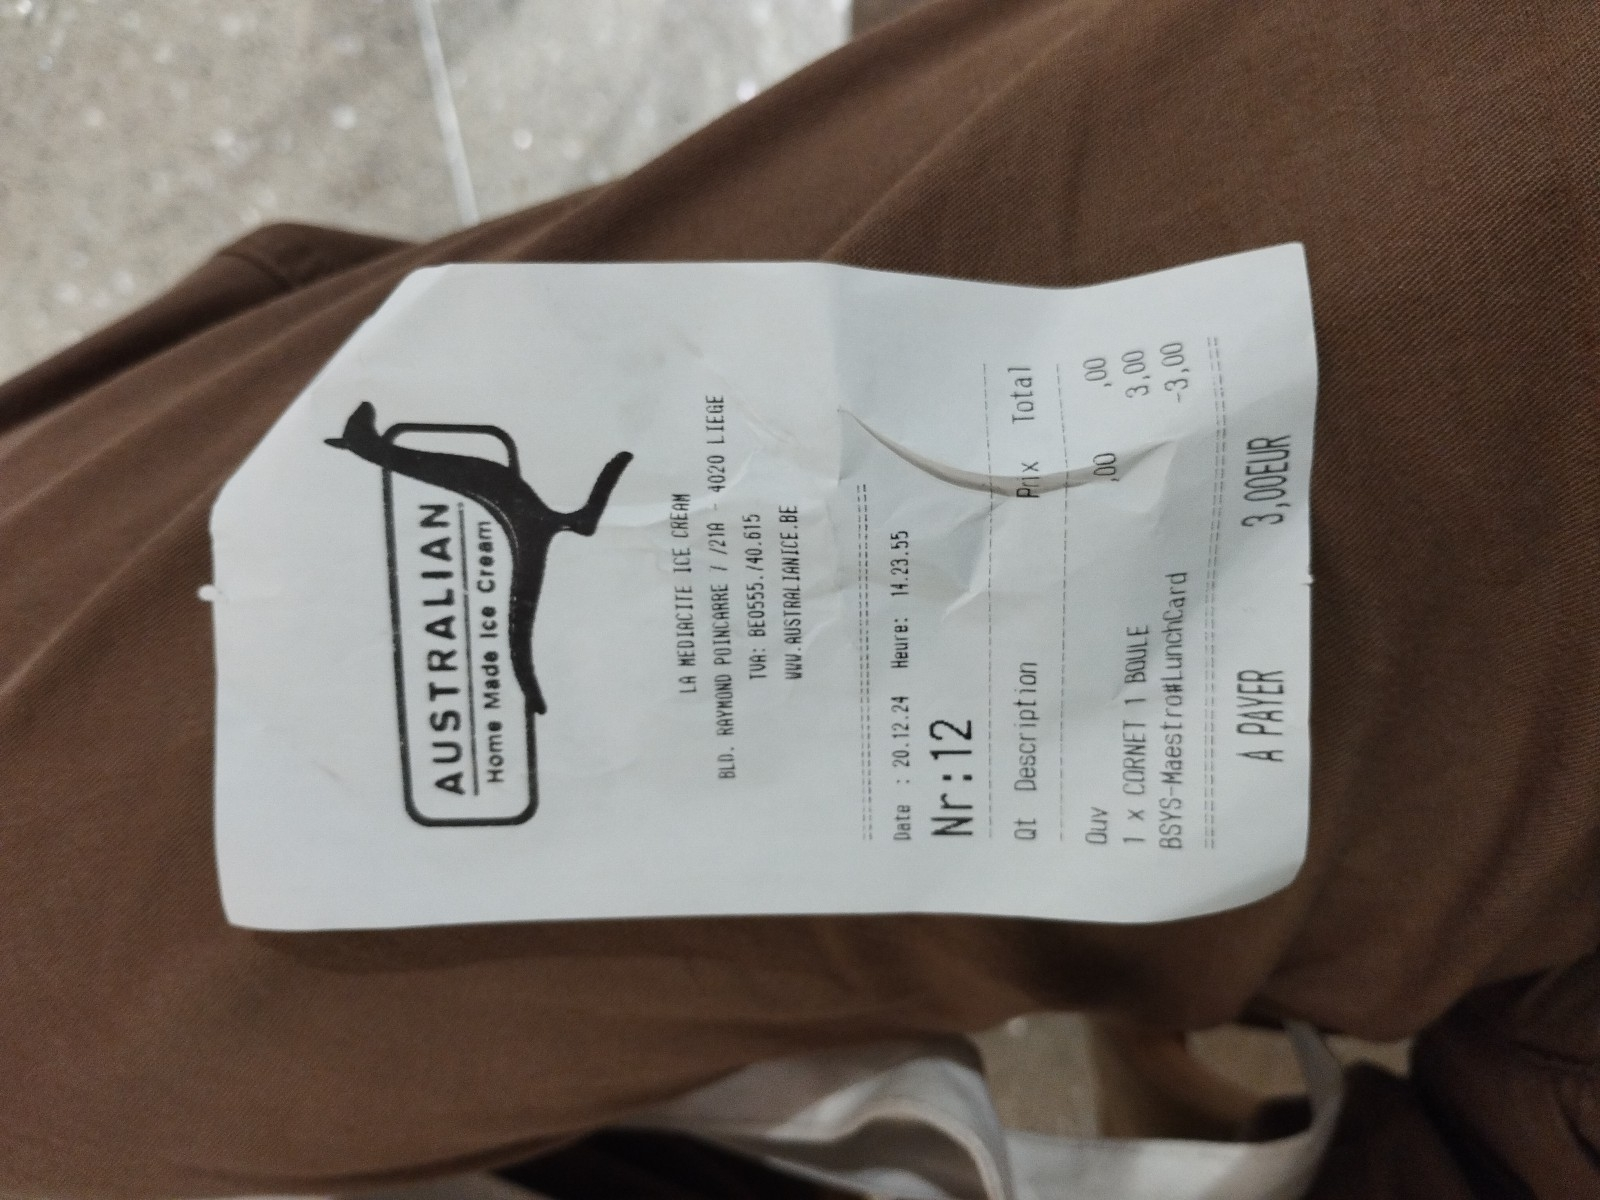 AUSTRALIAN
Home Made Ice Cream
LA MEDIACITE ICE CREAM
BLD. RAYMOND POINCARRE / /21A - 4020 LIEGE
TVA: BE0555./40.615
WWW.AUSTRALIANICE.BE
Date : 20.12.24 Heure: 14.23.55
Nr:12
Qt Description Prix Total
Ouv ,00 ,00
1 x CORNET 1 BOULE 3,00
BSYS-Maestro#LunchCard -3,00
A PAYER 3,00EUR